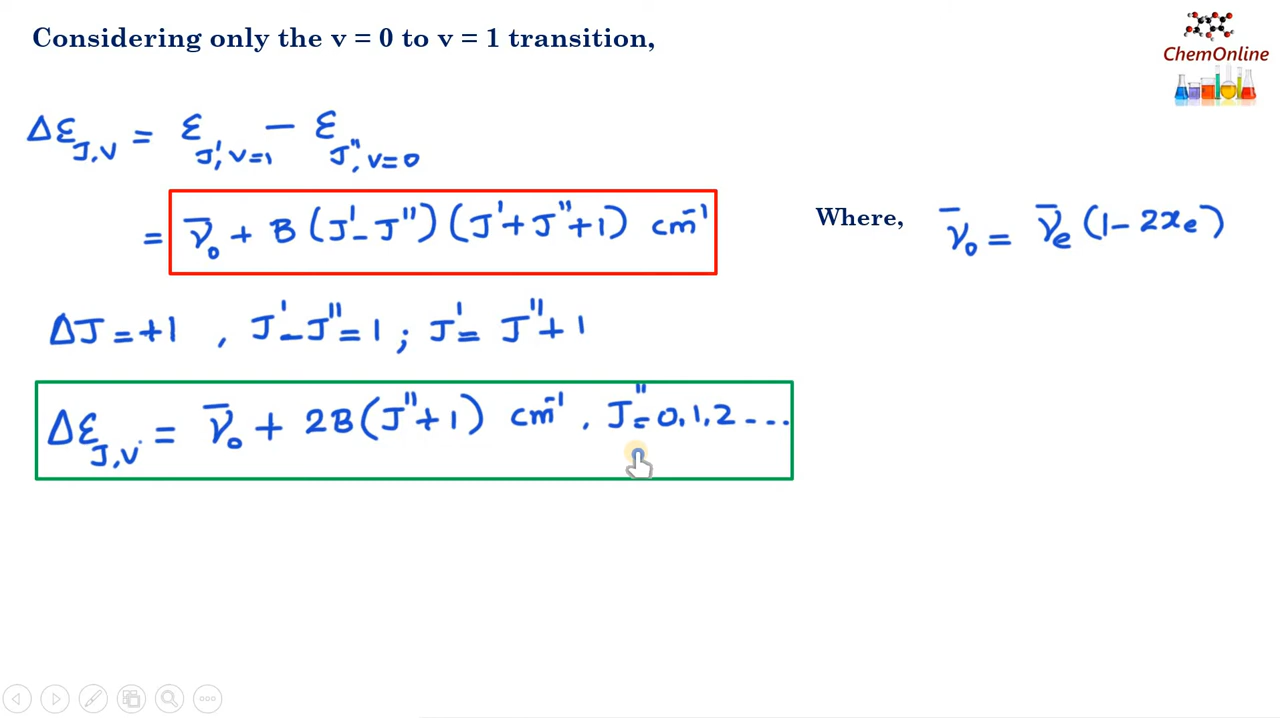 Considering only the v = 0 to v = 1 transition,
ChemOnline
Δε_{J,v} = ε_{J',v=1} − ε_{J'',v=0}
= ν̄₀ + B (J'−J'') (J'+J''+1) cm⁻¹
Where, ν̄₀ = ν̄ₑ (1−2xₑ)
ΔJ = +1 , J'−J'' = 1 ; J' = J''+1
Δε_{J,v} = ν̄₀ + 2B(J''+1) cm⁻¹ , J''=0,1,2 ---